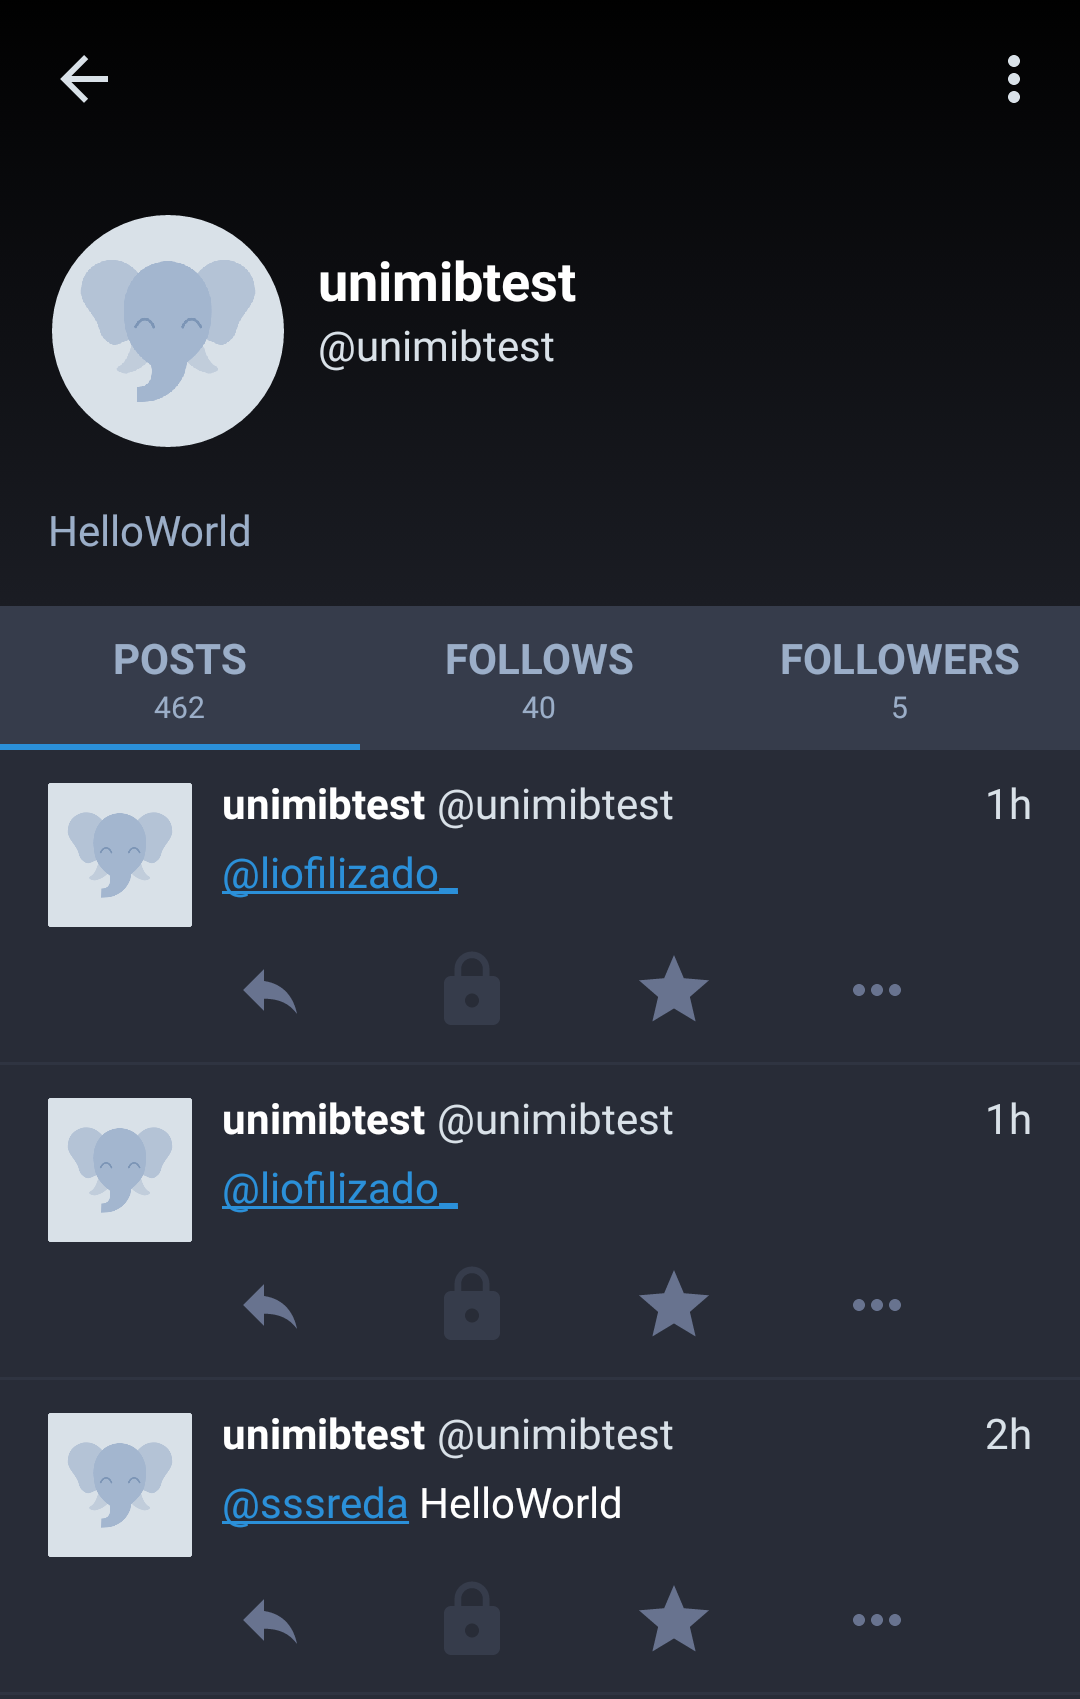 unimibtest
@unimibtest
HelloWorld
POSTS FOLLOWS FOLLOWERS
462 40 5
unimibtest @unimibtest 1h
@liofilizado_
unimibtest @unimibtest 1h
@liofilizado_
unimibtest @unimibtest 2h
@sssreda HelloWorld